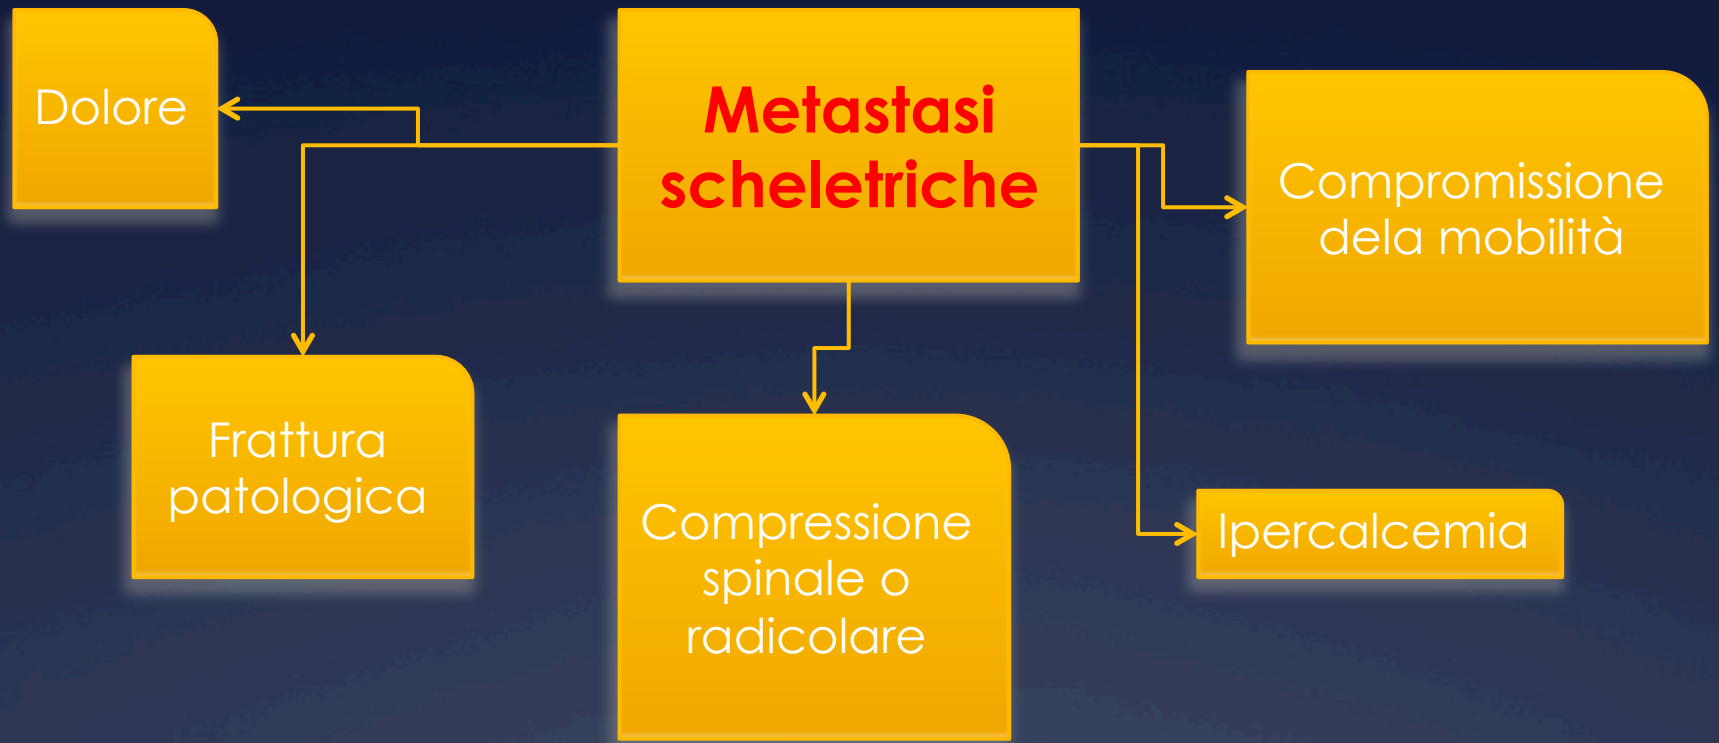 Dolore
Metastasi
scheletriche
Compromissione
dela mobilità
Frattura
patologica
Compressione
spinale o
radicolare
Ipercalcemia